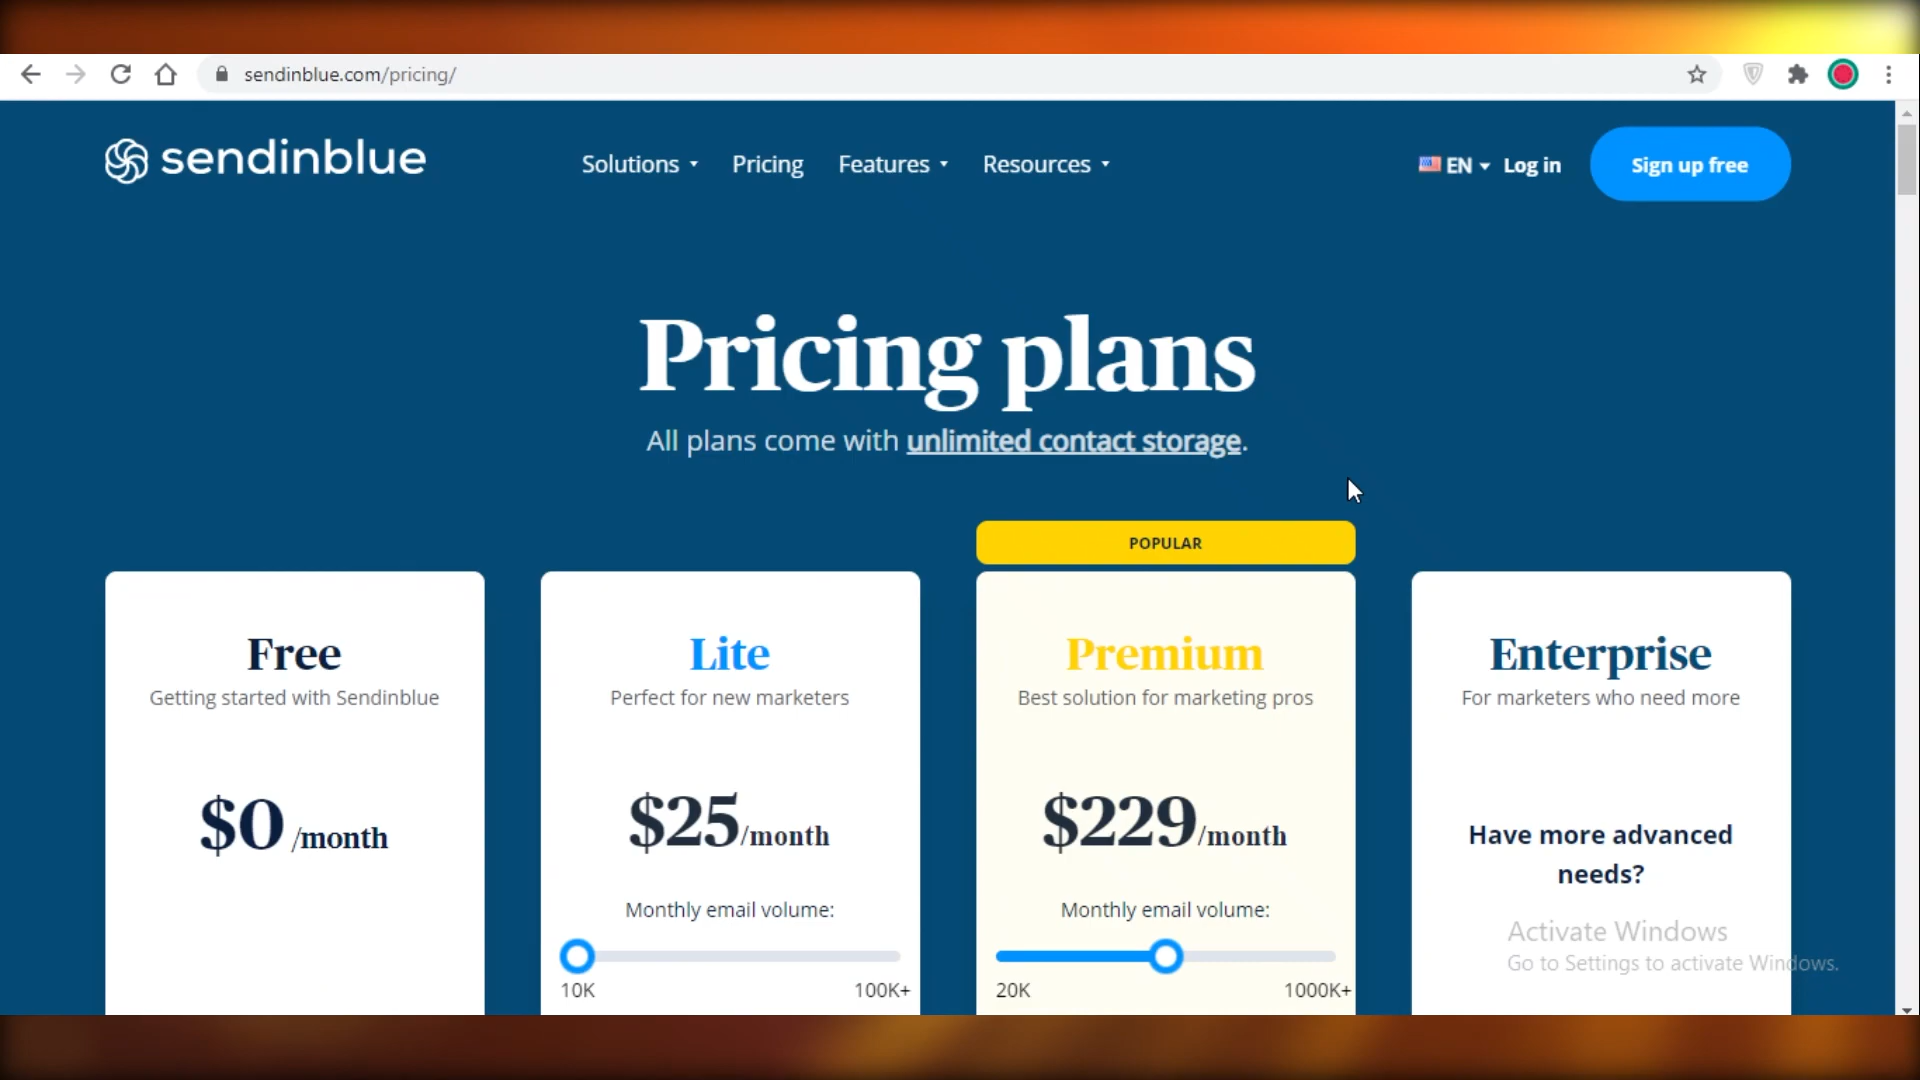 sendinblue.com/pricing/
sendinblue
Solutions
Pricing
Features
Resources
EN
Log in
Sign up free
Pricing plans
All plans come with unlimited contact storage.
POPULAR
Free
Getting started with Sendinblue
$0 /month
Lite
Perfect for new marketers
$25/month
Monthly email volume:
10K 100K+
Premium
Best solution for marketing pros
$229/month
Monthly email volume:
20K 1000K+
Enterprise
For marketers who need more
Have more advanced
needs?
Activate Windows
Go to Settings to activate Windows.